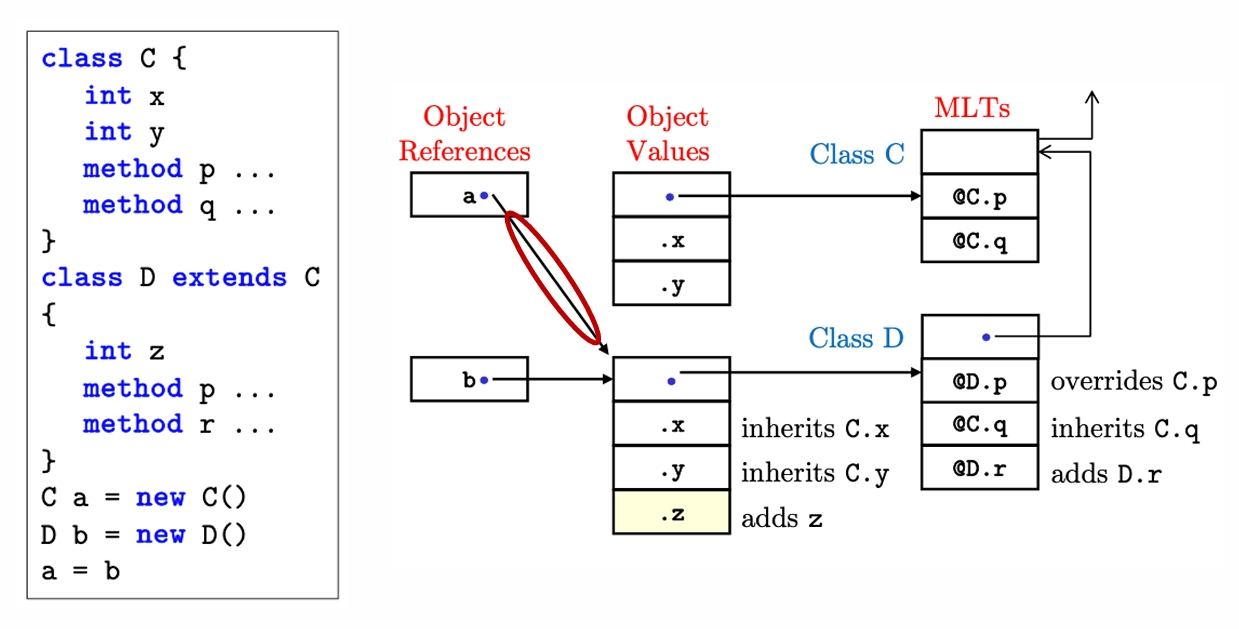 class C {
int x
int y
method p ...
method q ...
}
class D extends C
{
int z
method p ...
method r ...
}
C a = new C()
D b = new D()
a = b
Object
References
a
b
Object
Values
.x
.y
.x
inherits C.x
.y
inherits C.y
.z
adds z
MLTs
Class C
@C.p
@C.q
Class D
@D.p
overrides C.p
@C.q
inherits C.q
@D.r
adds D.r